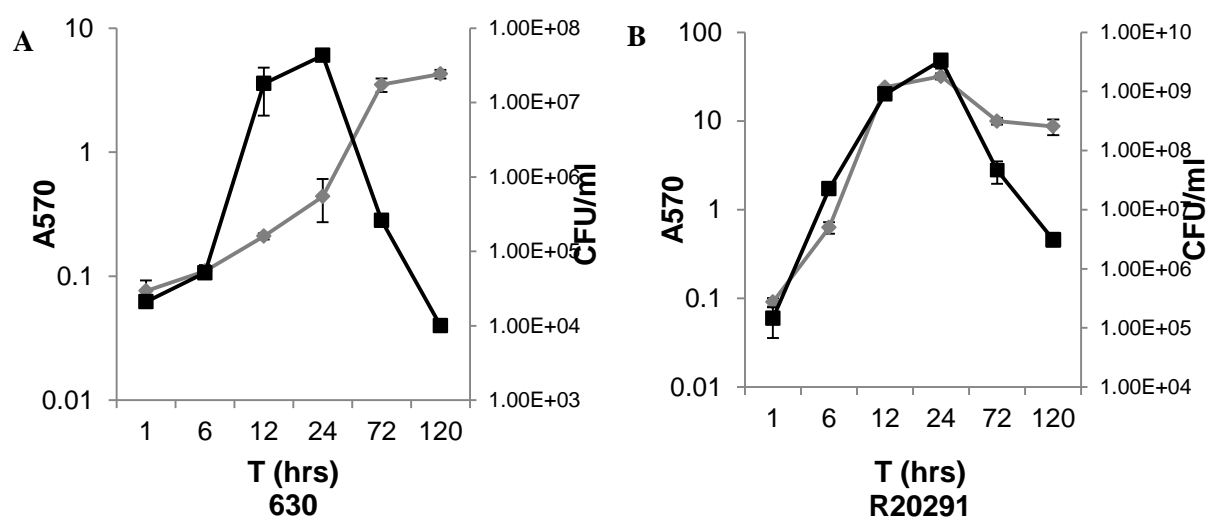 A
10
1
0.1
0.01
A570
1.00E+08
1.00E+07
1.00E+06
1.00E+05
1.00E+04
1.00E+03
CFU/ml
1 6 12 24 72 120
T (hrs)
630
B
100
10
1
0.1
0.01
A570
1.00E+10
1.00E+09
1.00E+08
1.00E+07
1.00E+06
1.00E+05
1.00E+04
CFU/ml
1 6 12 24 72 120
T (hrs)
R20291